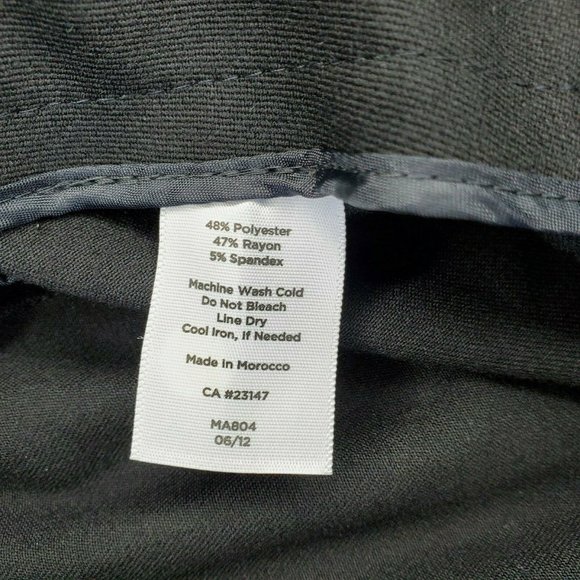 48% Polyester
47% Rayon
5% Spandex
Machine Wash Cold
Do Not Bleach
Line Dry
Cool Iron, If Needed
Made In Morocco
CA #23147
MA804
06/12